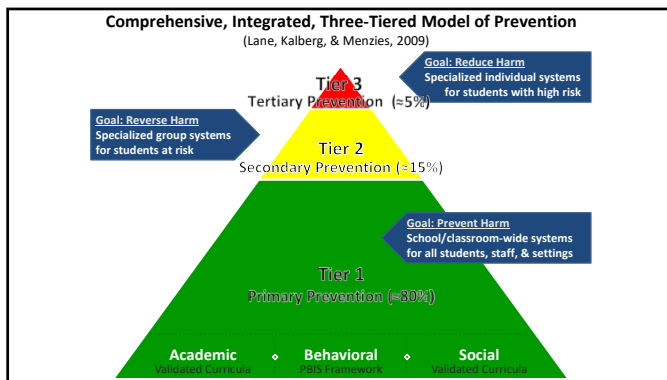 Comprehensive, Integrated, Three-Tiered Model of Prevention
(Lane, Kalberg, & Menzies, 2009)
Goal: Reduce Harm
Specialized individual systems
for students with high risk
Tier 3
Tertiary Prevention (≈5%)
Goal: Reverse Harm
Specialized group systems
for students at risk
Tier 2
Secondary Prevention (≈15%)
Goal: Prevent Harm
School/classroom-wide systems
for all students, staff, & settings
Tier 1
Primary Prevention (≈80%)
Academic ◇ Behavioral ◇ Social
Validated Curricula PBIS Framework Validated Curricula